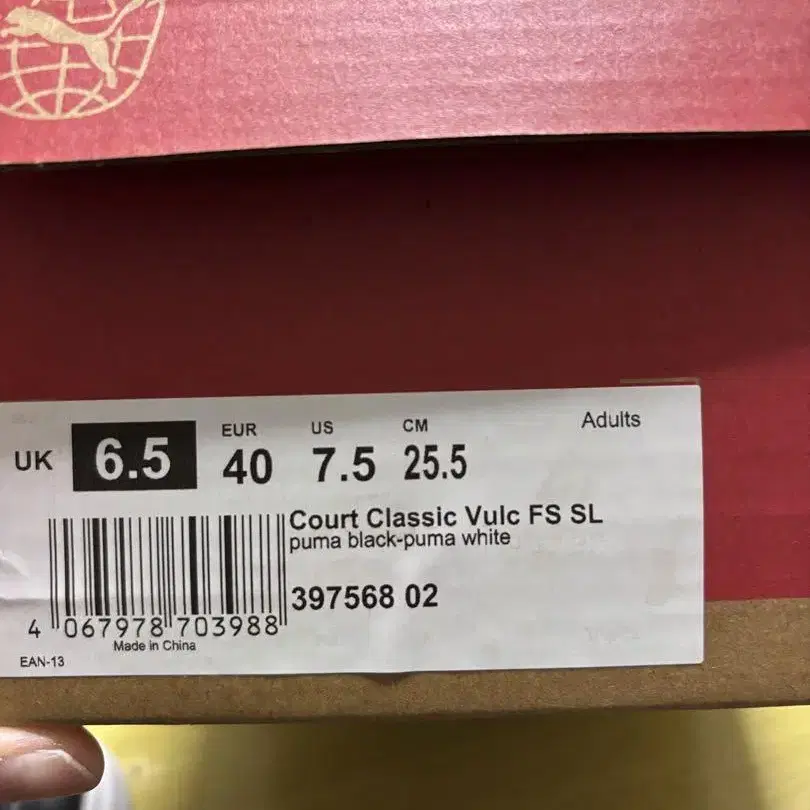 Adults
UK 6.5 EUR 40 US 7.5 CM 25.5
Court Classic Vulc FS SL
puma black-puma white
397568 02
4 067978 703988
Made in China
EAN-13